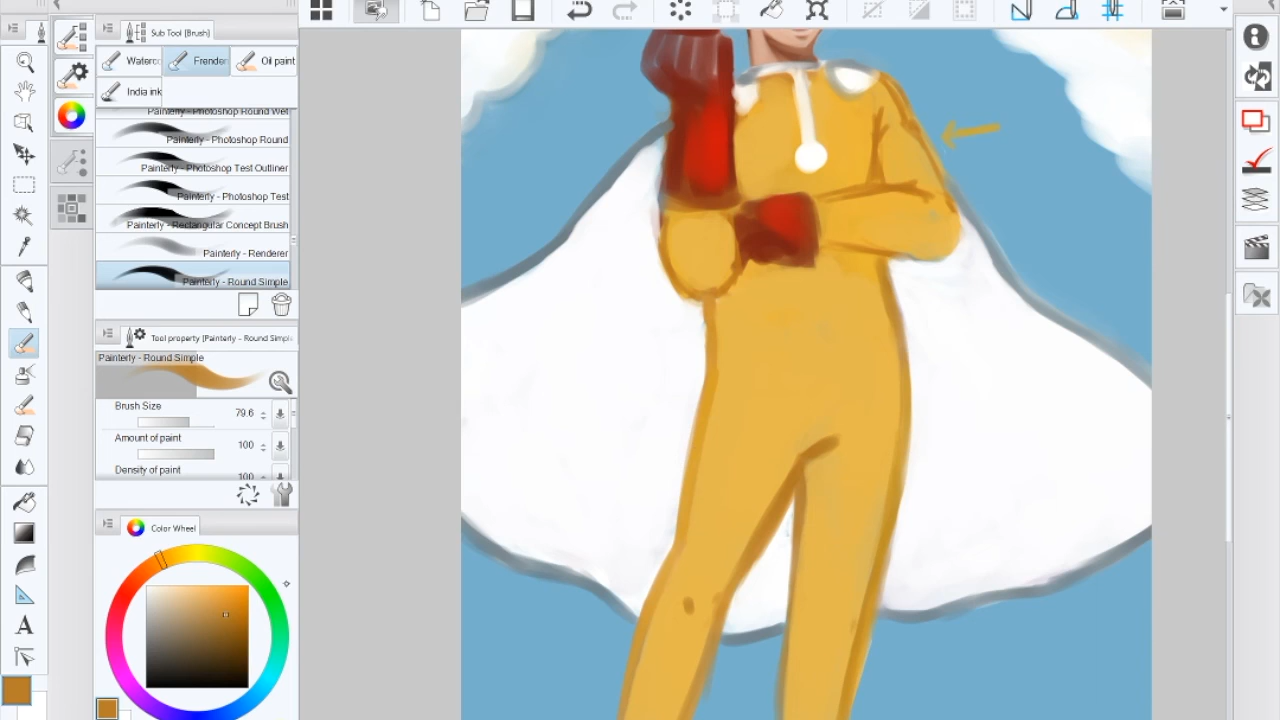 Sub Tool [Brush]
Waterc
Frender
Oil paint
India ink
Painterly - Photoshop Round Wet
Painterly - Photoshop Round
Painterly - Photoshop Test Outliner
Painterly - Photoshop Test
Painterly - Rectangular Concept Brush
Painterly - Renderer
Painterly - Round Simple
Tool property [Painterly - Round Simpl
Painterly - Round Simple
Brush Size
79.6
Amount of paint
100
Density of paint
100
Color Wheel
A